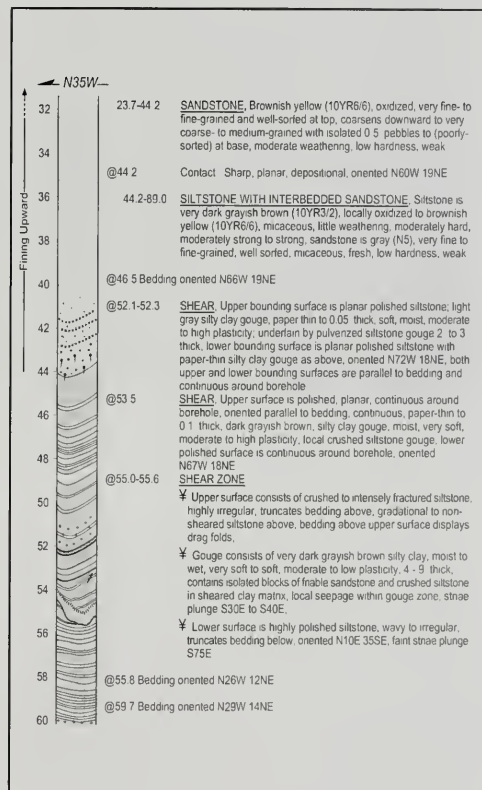 N35W
Fining Upward
32
34
36
38
40
42
44
46
48
50
52
54
56
58
60
23.7-44 2 SANDSTONE, Brownish yellow (10YR6/6), oxidized, very fine- to
fine-grained and well-sorted at top, coarsens downward to very
coarse- to medium-grained with isolated 0 5 pebbles to (poorly-
sorted) at base, moderate weathering, low hardness, weak
@44 2 Contact Sharp, planar, depositional, oriented N60W 19NE
44.2-89.0 SILTSTONE WITH INTERBEDDED SANDSTONE, Siltstone is
very dark grayish brown (10YR3/2), locally oxidized to brownish
yellow (10YR6/6), micaceous, little weathering, moderately hard,
moderately strong to strong, sandstone is gray (N5), very fine to
fine-grained, well sorted, micaceous, fresh, low hardness, weak
@46 5 Bedding oriented N66W 19NE
@52.1-52.3 SHEAR, Upper bounding surface is planar polished siltstone; light
gray silty clay gouge, paper thin to 0.05 thick, soft, moist, moderate
to high plasticity; underlain by pulverized siltstone gouge 2 to 3
thick, lower bounding surface is planar polished siltstone with
paper-thin silty clay gouge as above, oriented N72W 18NE, both
upper and lower bounding surfaces are parallel to bedding and
continuous around borehole
@53 5 SHEAR, Upper surface is polished, planar, continuous around
borehole, oriented parallel to bedding, continuous, paper-thin to
0 1 thick, dark grayish brown, silty clay gouge, moist, very soft,
moderate to high plasticity, local crushed siltstone gouge, lower
polished surface is continuous around borehole, oriented
N67W 18NE
@55.0-55.6 SHEAR ZONE
¥ Upper surface consists of crushed to intensely fractured siltstone,
highly irregular, truncates bedding above, gradational to non-
sheared siltstone above, bedding above upper surface displays
drag folds,
¥ Gouge consists of very dark grayish brown silty clay, moist to
wet, very soft to soft, moderate to low plasticity, 4 - 9 thick,
contains isolated blocks of friable sandstone and crushed siltstone
in sheared clay matrix, local seepage within gouge zone, striae
plunge S30E to S40E,
¥ Lower surface is highly polished siltstone, wavy to irregular,
truncates bedding below, oriented N10E 35SE, faint striae plunge
S75E
@55.8 Bedding oriented N26W 12NE
@59 7 Bedding oriented N29W 14NE